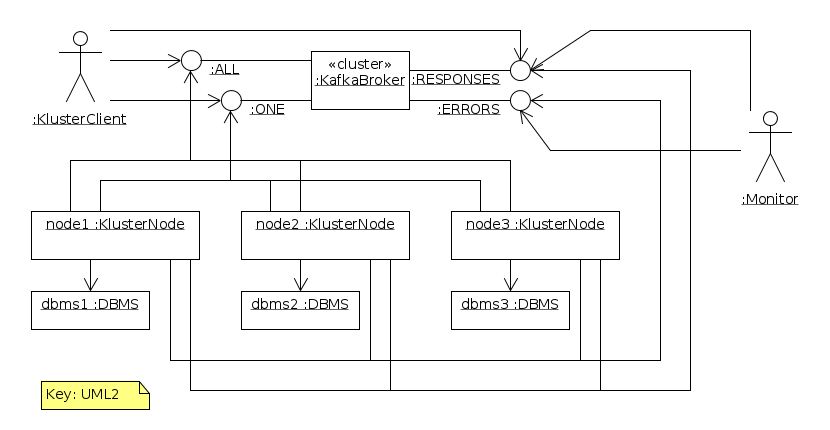 «cluster»
:KafkaBroker
:ALL
:RESPONSES
:ONE
:ERRORS
:KlusterClient
:Monitor
node1 :KlusterNode
node2 :KlusterNode
node3 :KlusterNode
dbms1 :DBMS
dbms2 :DBMS
dbms3 :DBMS
Key: UML2